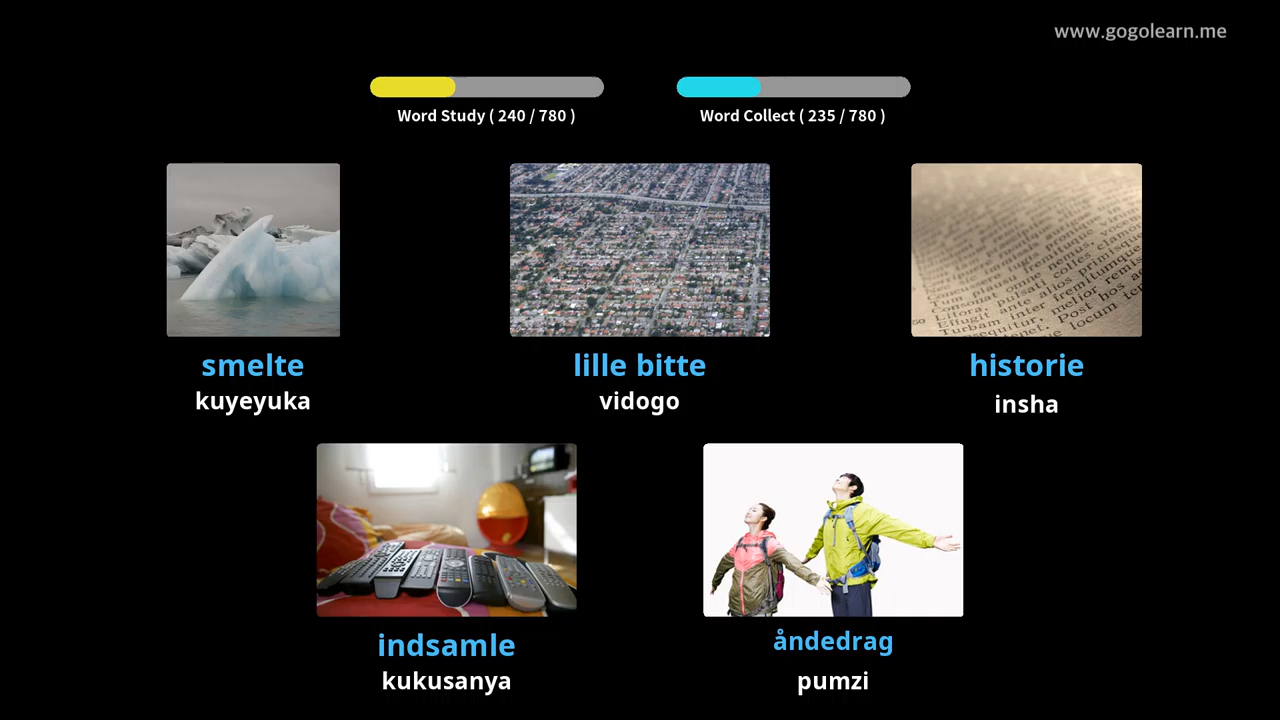 www.gogolearn.me
Word Study ( 240 / 780 )
Word Collect ( 235 / 780 )
smelte
kuyeyuka
lille bitte
vidogo
historie
insha
indsamle
kukusanya
åndedrag
pumzi